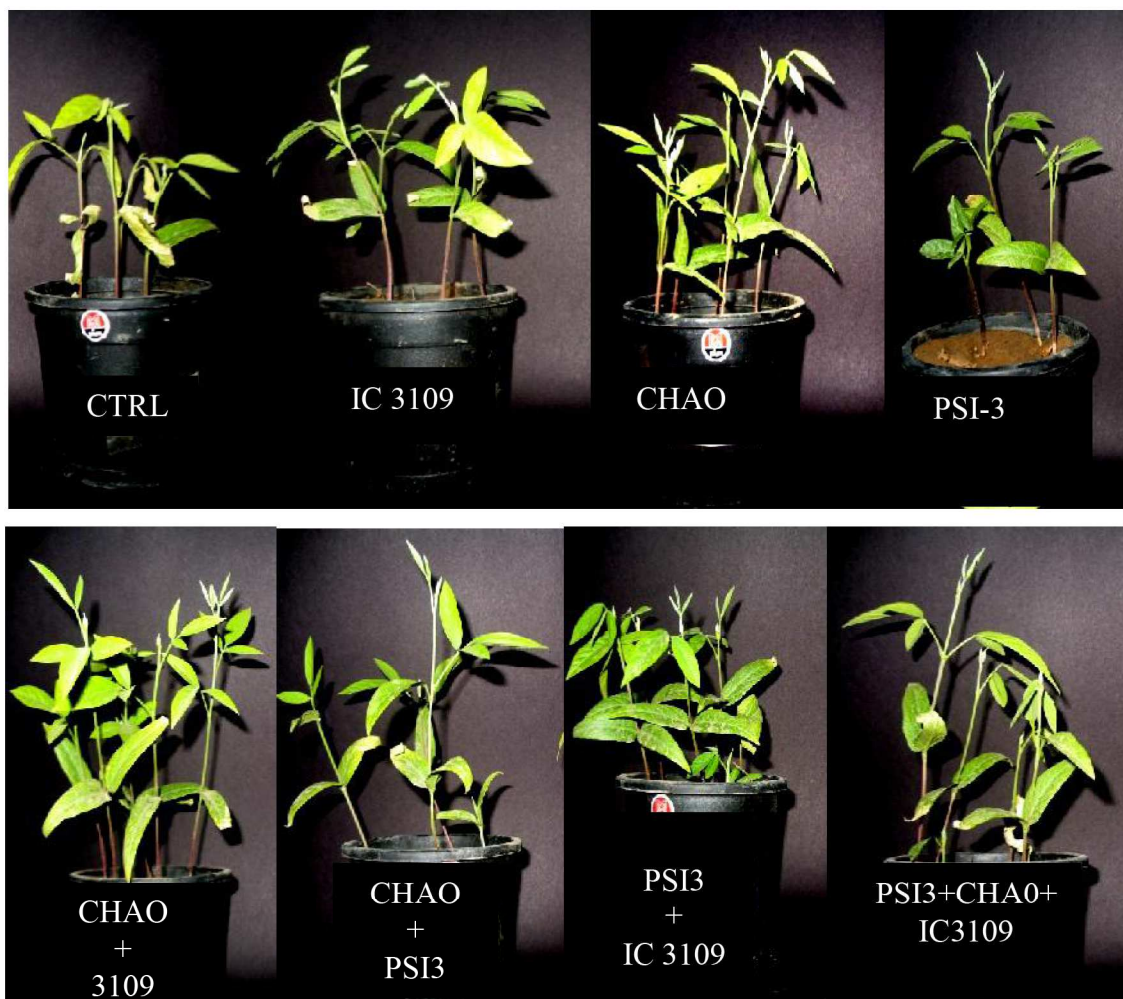 CTRL
IC 3109
CHAO
PSI-3
CHAO
+
3109
CHAO
+
PSI3
PSI3
+
IC 3109
PSI3+CHA0+
IC3109